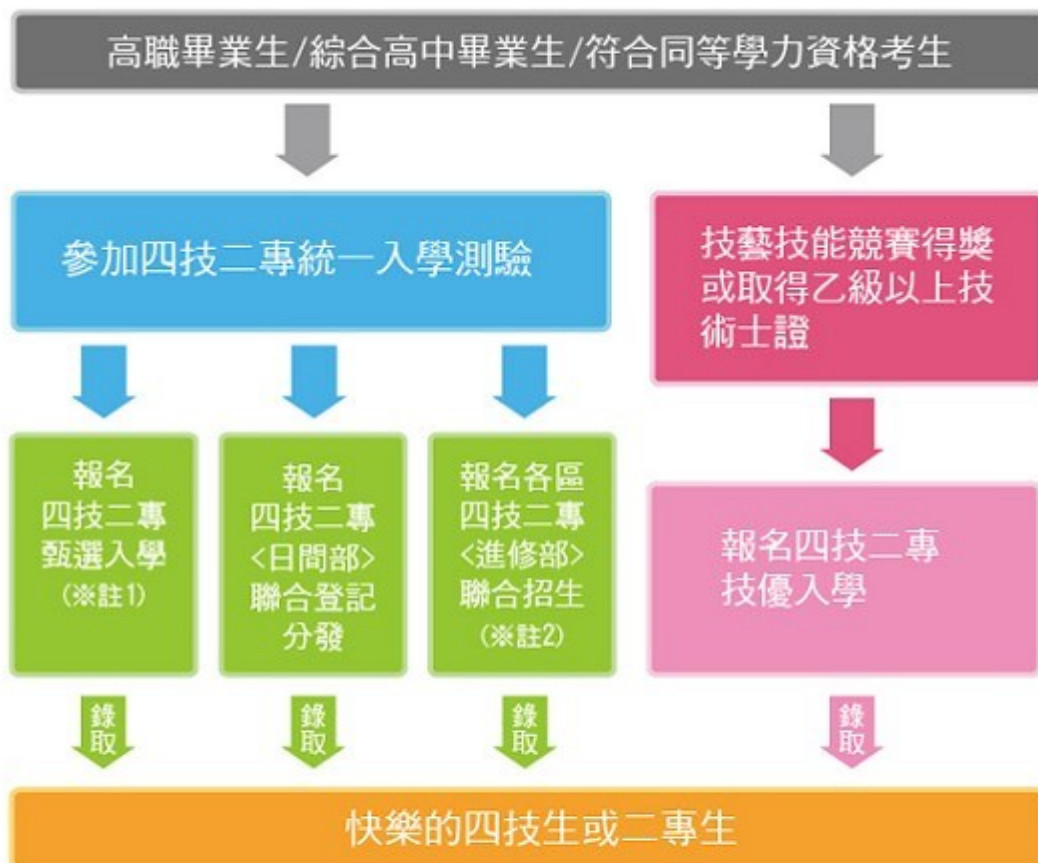 高職畢業生/綜合高中畢業生/符合同等學力資格考生
參加四技二專統一入學測驗
技藝技能競賽得獎
或取得乙級以上技
術士證
報名
四技二專
甄選入學
(※註1)
報名
四技二專
<日間部>
聯合登記
分發
報名各區
四技二專
<進修部>
聯合招生
(※註2)
報名四技二專
技優入學
錄取
錄取
錄取
錄取
快樂的四技生或二專生